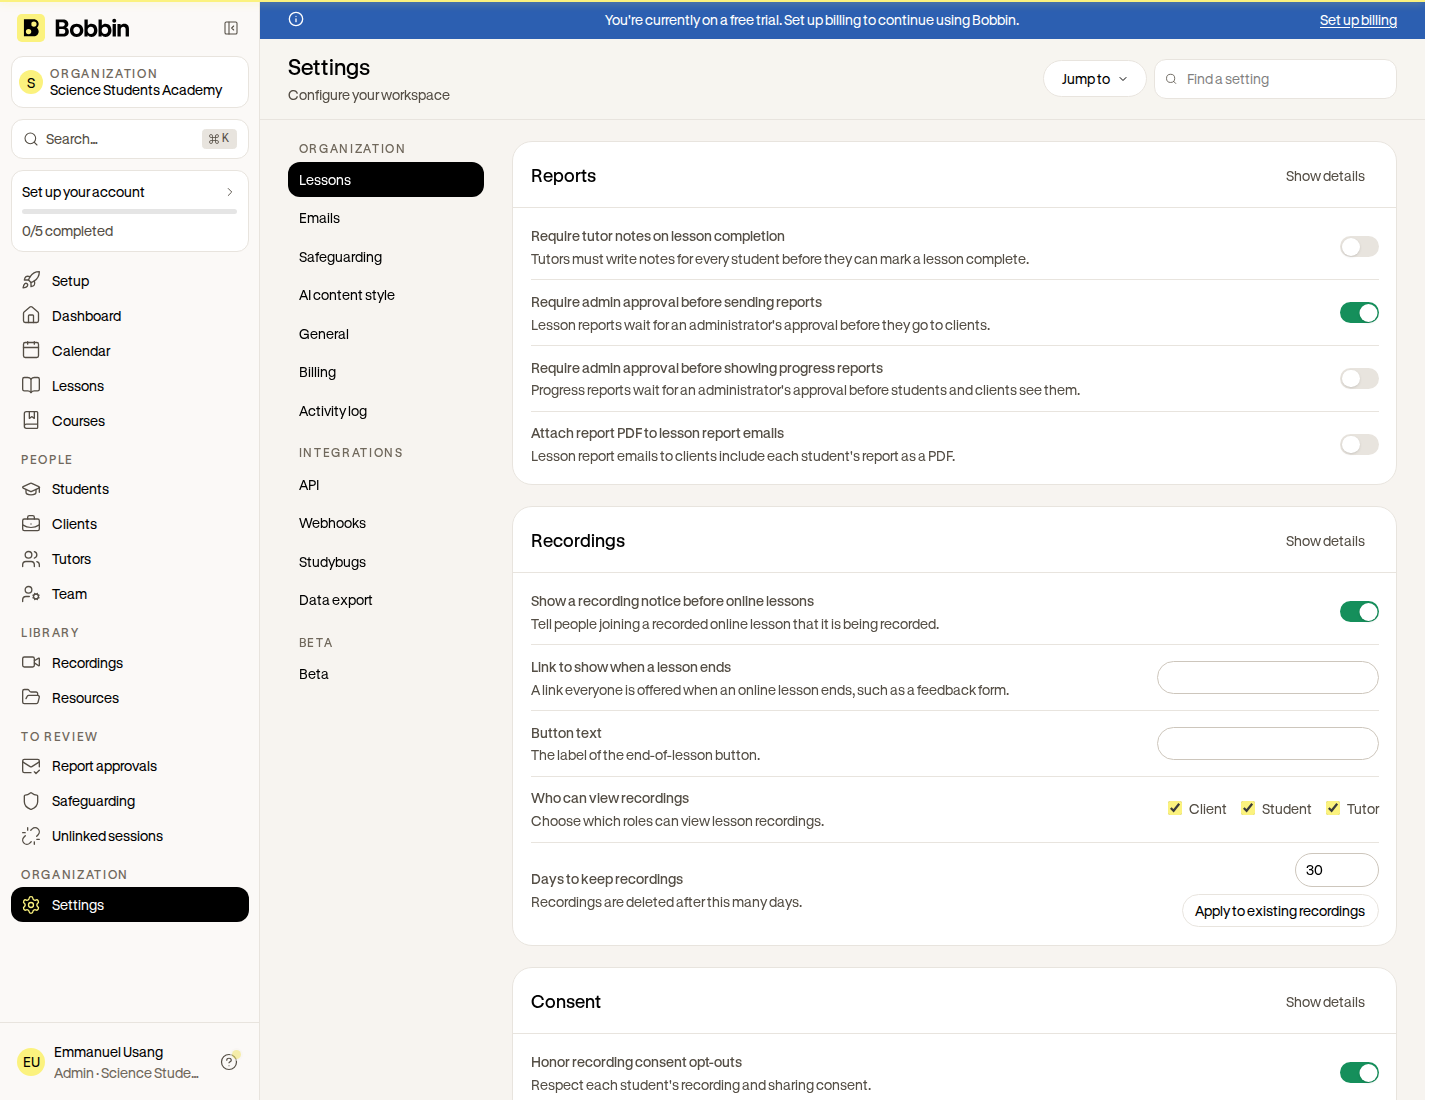 Bobbin
ORGANIZATION
S
Science Students Academy
Search...
⌘ K
Set up your account
0/5 completed
Setup
Dashboard
Calendar
Lessons
Courses
PEOPLE
Students
Clients
Tutors
Team
LIBRARY
Recordings
Resources
TO REVIEW
Report approvals
Safeguarding
Unlinked sessions
ORGANIZATION
Settings
EU
Emmanuel Usang
Admin · Science Stude...
You're currently on a free trial. Set up billing to continue using Bobbin.
Set up billing
Settings
Configure your workspace
Jump to
Find a setting
ORGANIZATION
Lessons
Emails
Safeguarding
AI content style
General
Billing
Activity log
INTEGRATIONS
API
Webhooks
Studybugs
Data export
BETA
Beta
Reports
Show details
Require tutor notes on lesson completion
Tutors must write notes for every student before they can mark a lesson complete.
Require admin approval before sending reports
Lesson reports wait for an administrator's approval before they go to clients.
Require admin approval before showing progress reports
Progress reports wait for an administrator's approval before students and clients see them.
Attach report PDF to lesson report emails
Lesson report emails to clients include each student's report as a PDF.
Recordings
Show details
Show a recording notice before online lessons
Tell people joining a recorded online lesson that it is being recorded.
Link to show when a lesson ends
A link everyone is offered when an online lesson ends, such as a feedback form.
Button text
The label of the end-of-lesson button.
Who can view recordings
Choose which roles can view lesson recordings.
Client Student Tutor
Days to keep recordings
Recordings are deleted after this many days.
30
Apply to existing recordings
Consent
Show details
Honor recording consent opt-outs
Respect each student's recording and sharing consent.